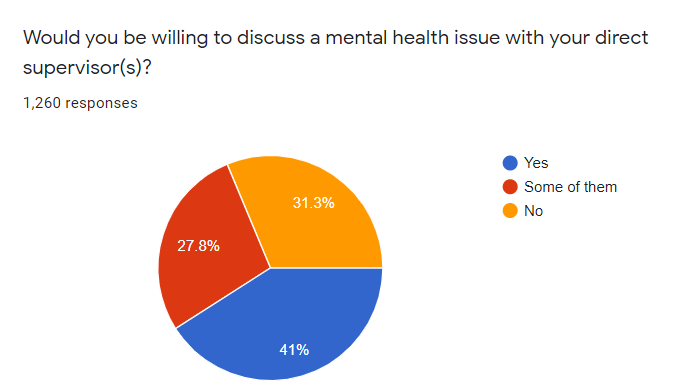 Would you be willing to discuss a mental health issue with your direct
supervisor(s)?
1,260 responses
Yes
Some of them
No
31.3%
27.8%
41%